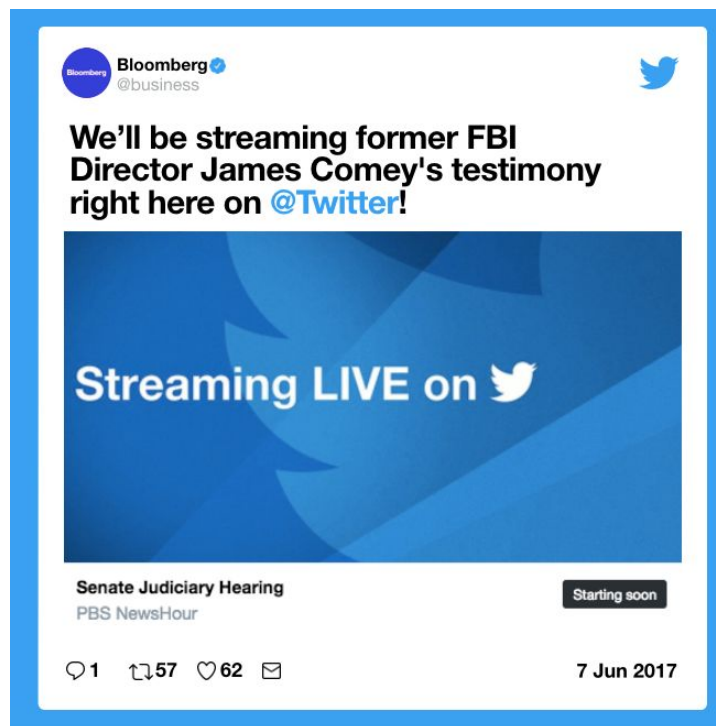 Bloomberg
Bloomberg
@business
We’ll be streaming former FBI
Director James Comey's testimony
right here on @Twitter!
Streaming LIVE on
Senate Judiciary Hearing
Starting soon
PBS NewsHour
1 57 62
7 Jun 2017